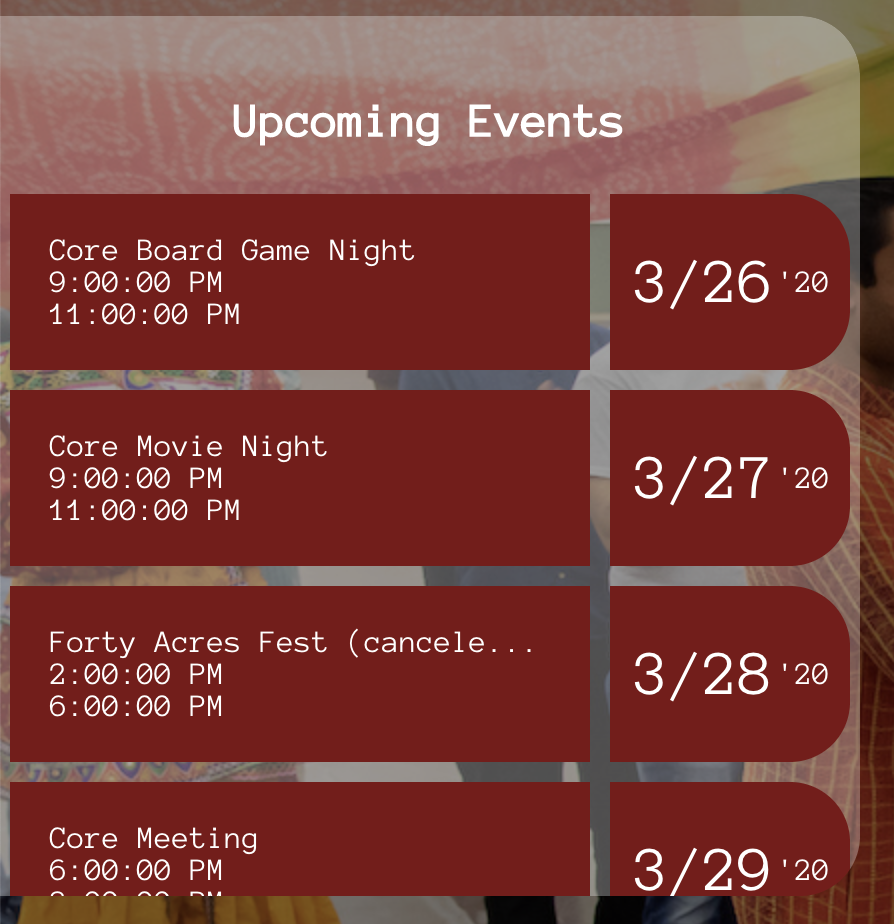 Upcoming Events
Core Board Game Night
9:00:00 PM
11:00:00 PM
3/26 '20
Core Movie Night
9:00:00 PM
11:00:00 PM
3/27 '20
Forty Acres Fest (cancele...
2:00:00 PM
6:00:00 PM
3/28 '20
Core Meeting
6:00:00 PM
3/29 '20